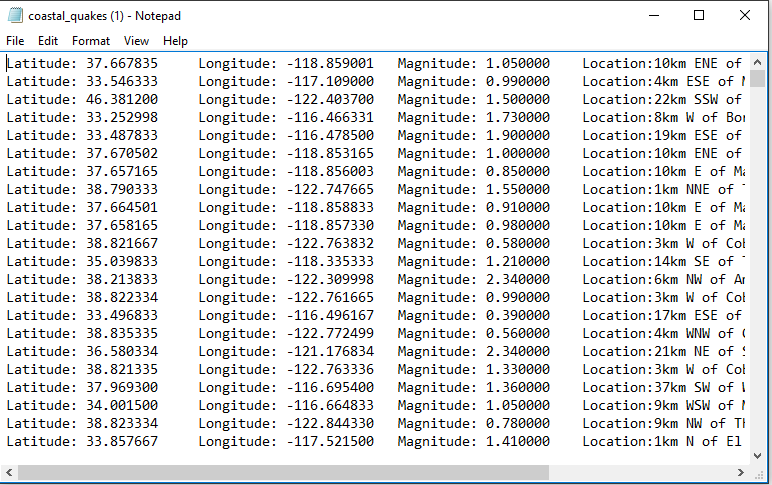 coastal_quakes (1) - Notepad
File Edit Format View Help
Latitude: 37.667835 Longitude: -118.859001 Magnitude: 1.050000 Location:10km ENE of
Latitude: 33.546333 Longitude: -117.109000 Magnitude: 0.990000 Location:4km ESE of
Latitude: 46.381200 Longitude: -122.403700 Magnitude: 1.500000 Location:22km SSW of
Latitude: 33.252998 Longitude: -116.466331 Magnitude: 1.730000 Location:8km W of Bor
Latitude: 33.487833 Longitude: -116.478500 Magnitude: 1.900000 Location:19km ESE of
Latitude: 37.670502 Longitude: -118.853165 Magnitude: 1.000000 Location:10km ENE of
Latitude: 37.657165 Longitude: -118.856003 Magnitude: 0.850000 Location:10km E of Ma
Latitude: 38.790333 Longitude: -122.747665 Magnitude: 1.550000 Location:1km NNE of
Latitude: 37.664501 Longitude: -118.858833 Magnitude: 0.910000 Location:10km E of Ma
Latitude: 37.658165 Longitude: -118.857330 Magnitude: 0.980000 Location:10km E of Ma
Latitude: 38.821667 Longitude: -122.763832 Magnitude: 0.580000 Location:3km W of Cob
Latitude: 35.039833 Longitude: -118.335333 Magnitude: 1.210000 Location:14km SE of
Latitude: 38.213833 Longitude: -122.309998 Magnitude: 2.340000 Location:6km NW of
Latitude: 38.822334 Longitude: -122.761665 Magnitude: 0.990000 Location:3km W of Cob
Latitude: 33.496833 Longitude: -116.496167 Magnitude: 0.390000 Location:17km ESE of
Latitude: 38.835335 Longitude: -122.772499 Magnitude: 0.560000 Location:4km WNW of
Latitude: 36.580334 Longitude: -121.176834 Magnitude: 2.340000 Location:21km NE of
Latitude: 38.821335 Longitude: -122.763336 Magnitude: 1.330000 Location:3km W of Cob
Latitude: 37.969300 Longitude: -116.695400 Magnitude: 1.360000 Location:37km SW of
Latitude: 34.001500 Longitude: -116.664833 Magnitude: 1.050000 Location:9km WSW of
Latitude: 38.823334 Longitude: -122.844330 Magnitude: 0.780000 Location:9km NW of Th
Latitude: 33.857667 Longitude: -117.521500 Magnitude: 1.410000 Location:1km N of El